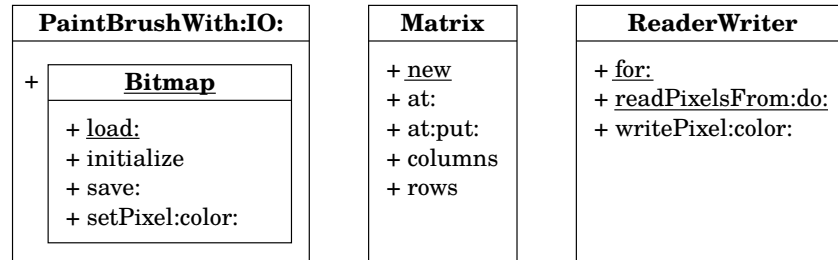 PaintBrushWith:IO:
+ Bitmap
+ load:
+ initialize
+ save:
+ setPixel:color:
Matrix
+ new
+ at:
+ at:put:
+ columns
+ rows
ReaderWriter
+ for:
+ readPixelsFrom:do:
+ writePixel:color: